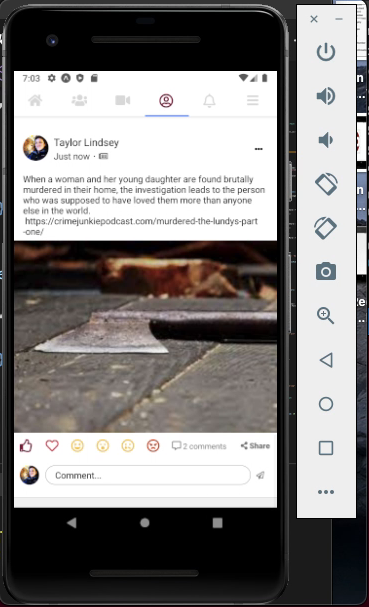 7:03
Taylor Lindsey
Just now ·
When a woman and her young daughter are found brutally
murdered in their home, the investigation leads to the person
who was supposed to have loved them more than anyone
else in the world.
https://crimejunkiepodcast.com/murdered-the-lundys-part
-one/
2 comments
Share
Comment...